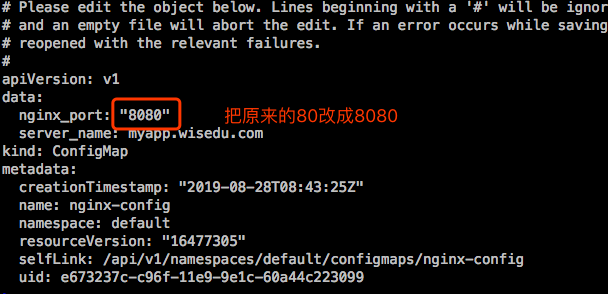 # Please edit the object below. Lines beginning with a '#' will be ignor
# and an empty file will abort the edit. If an error occurs while saving
# reopened with the relevant failures.
#
apiVersion: v1
data:
  nginx_port: "8080" 把原来的80改成8080
  server_name: myapp.wisedu.com
kind: ConfigMap
metadata:
  creationTimestamp: "2019-08-28T08:43:25Z"
  name: nginx-config
  namespace: default
  resourceVersion: "16477305"
  selfLink: /api/v1/namespaces/default/configmaps/nginx-config
  uid: e673237c-c96f-11e9-9e1c-60a44c223099